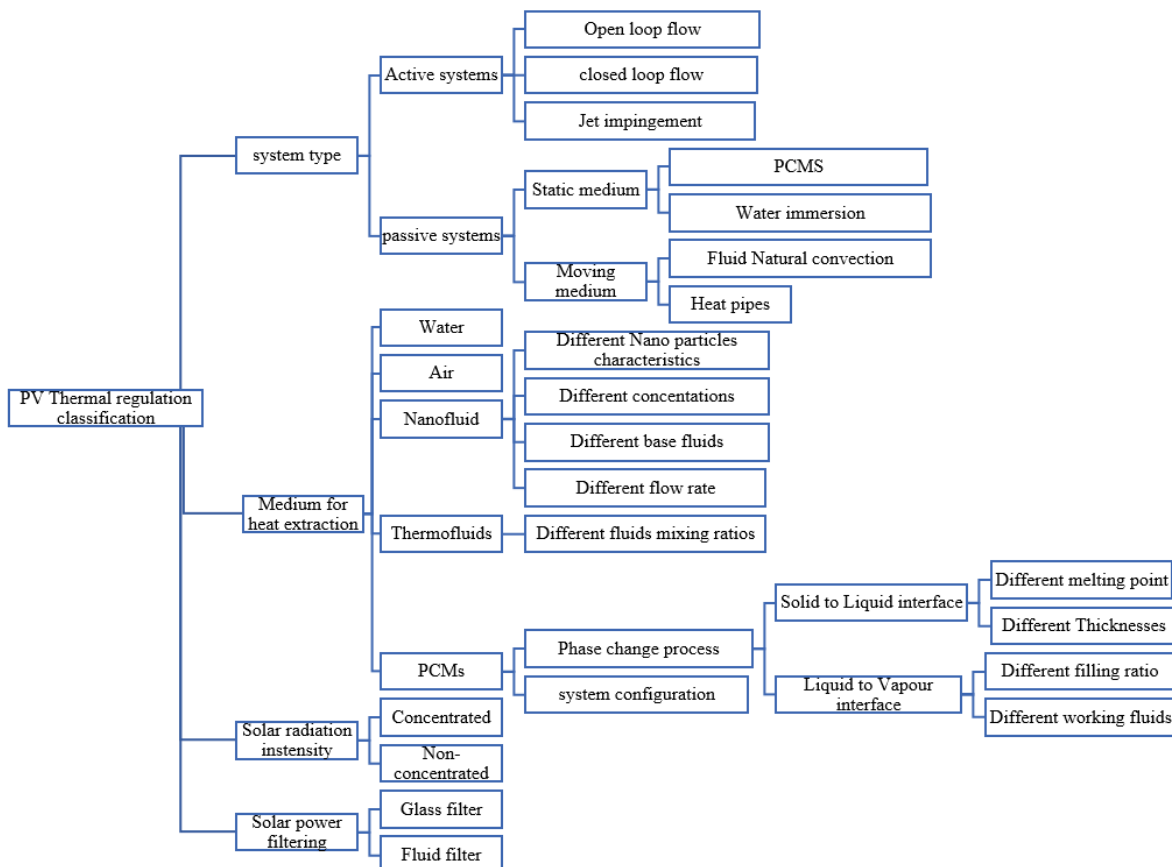 Open loop flow
Active systems
closed loop flow
Jet impingement
system type
PCMS
Static medium
Water immersion
passive systems
Fluid Natural convection
Moving
medium
Heat pipes
Water
Different Nano particles
characteristics
Air
PV Thermal regulation
classification
Different concentations
Nanofluid
Different base fluids
Different flow rate
Medium for
heat extraction
Thermofluids
Different fluids mixing ratios
Different melting point
Solid to Liquid interface
Different Thicknesses
Phase change process
PCMs
Different filling ratio
system configuration
Liquid to Vapour
interface
Different working fluids
Concentrated
Solar radiation
instensity
Non-
concentrated
Glass filter
Solar power
filtering
Fluid filter